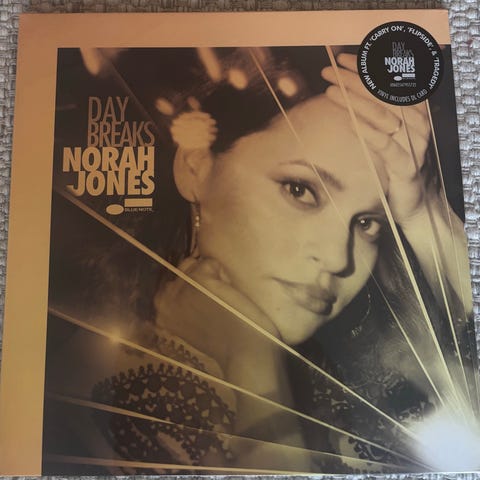 DAY
BREAKS
NORAH
JONES
BLUE NOTE
NEW ALBUM FT. 'CARRY ON', 'FLIPSIDE' & 'TRAGEDY'
DAY
BREAKS
NORAH
JONES
VINYL INCLUDES DL CARD